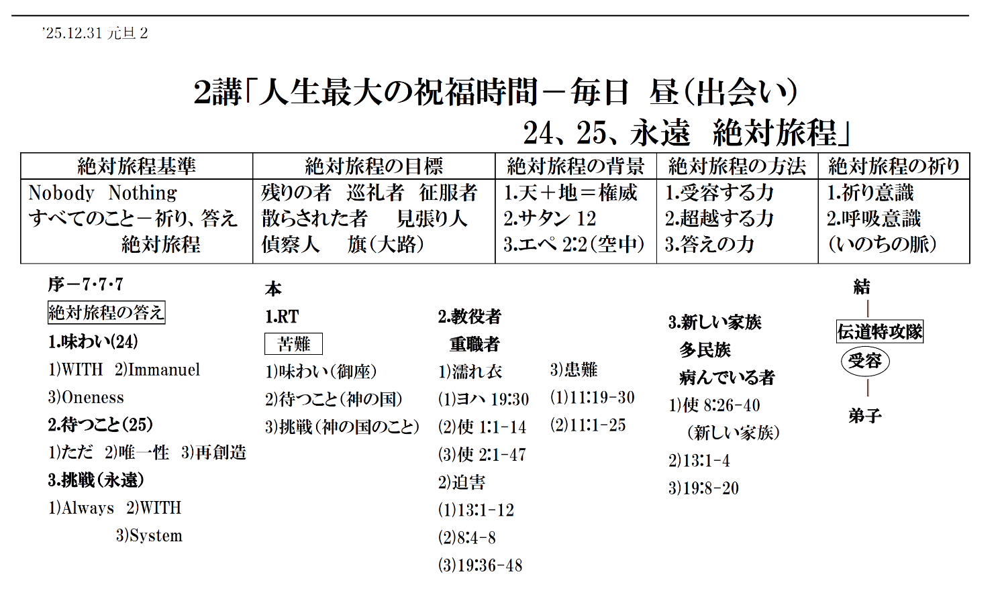 ’25.12.31 元旦２
２講「人生最大の祝福時間－毎日　昼（出会い）
24、25、永遠　絶対旅程」
絶対旅程基準
Nobody Nothing
すべてのこと－祈り、答え
絶対旅程
絶対旅程の目標
残りの者　巡礼者　征服者
散らされた者　見張り人
偵察人　旗（大路）
絶対旅程の背景
1.天＋地＝権威
2.サタン 12
3.エペ 2：2（空中）
絶対旅程の方法
1.受容する力
2.超越する力
3.答えの力
絶対旅程の祈り
1.祈り意識
2.呼吸意識
（いのちの脈）
序－7・7・7
絶対旅程の答え
1.味わい(24)
1)WITH 2)Immanuel
3)Oneness
2.待つこと（25）
1)ただ 2)唯一性 3)再創造
3.挑戦（永遠）
1)Always 2)WITH
3)System
本
1.RT
苦難
1)味わい（御座）
2)待つこと（神の国）
3)挑戦（神の国のこと）
2.教役者
重職者
1)濡れ衣
(1)ヨハ 19：30
(2)使 1：1-14
(3)使 2：1-47
2)迫害
(1)13：1-12
(2)8：4-8
(3)19：36-48
3)患難
(1)11：19-30
(2)11：1-25
3.新しい家族
多民族
病んでいる者
1)使 8：26-40
（新しい家族）
2)13：1-4
3)19：8-20
結
伝道特攻隊
受容
弟子